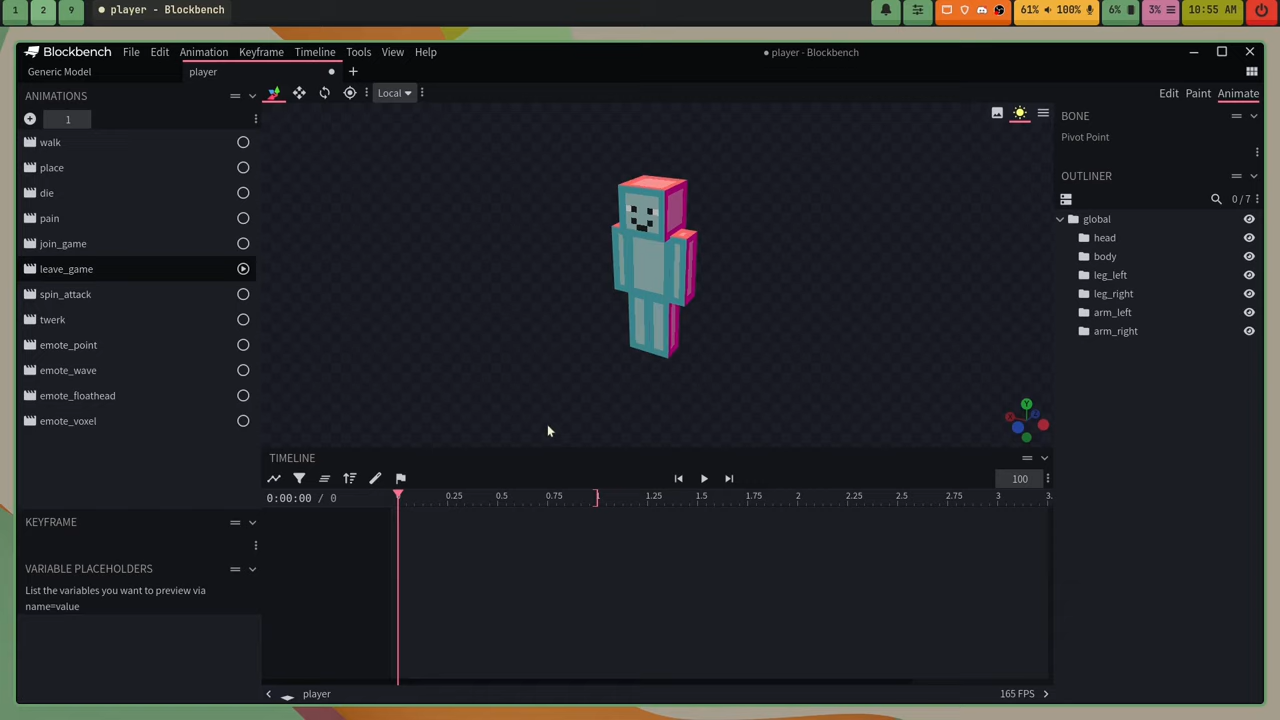 1 2 9 player - Blockbench 61% 100% 6% 3% 10:55 AM
Blockbench File Edit Animation Keyframe Timeline Tools View Help player - Blockbench
Generic Model player
ANIMATIONS Local Edit Paint Animate
1
walk
place
die
pain
join_game
leave_game
spin_attack
twerk
emote_point
emote_wave
emote_floathead
emote_voxel
KEYFRAME
VARIABLE PLACEHOLDERS
List the variables you want to preview via
name=value
BONE
Pivot Point
OUTLINER
0/7
global
head
body
leg_left
leg_right
arm_left
arm_right
X Y Z
TIMELINE
100
0:00:00 / 0 0.25 0.5 0.75 1 1.25 1.5 1.75 2 2.25 2.5 2.75 3 3.
player 165 FPS